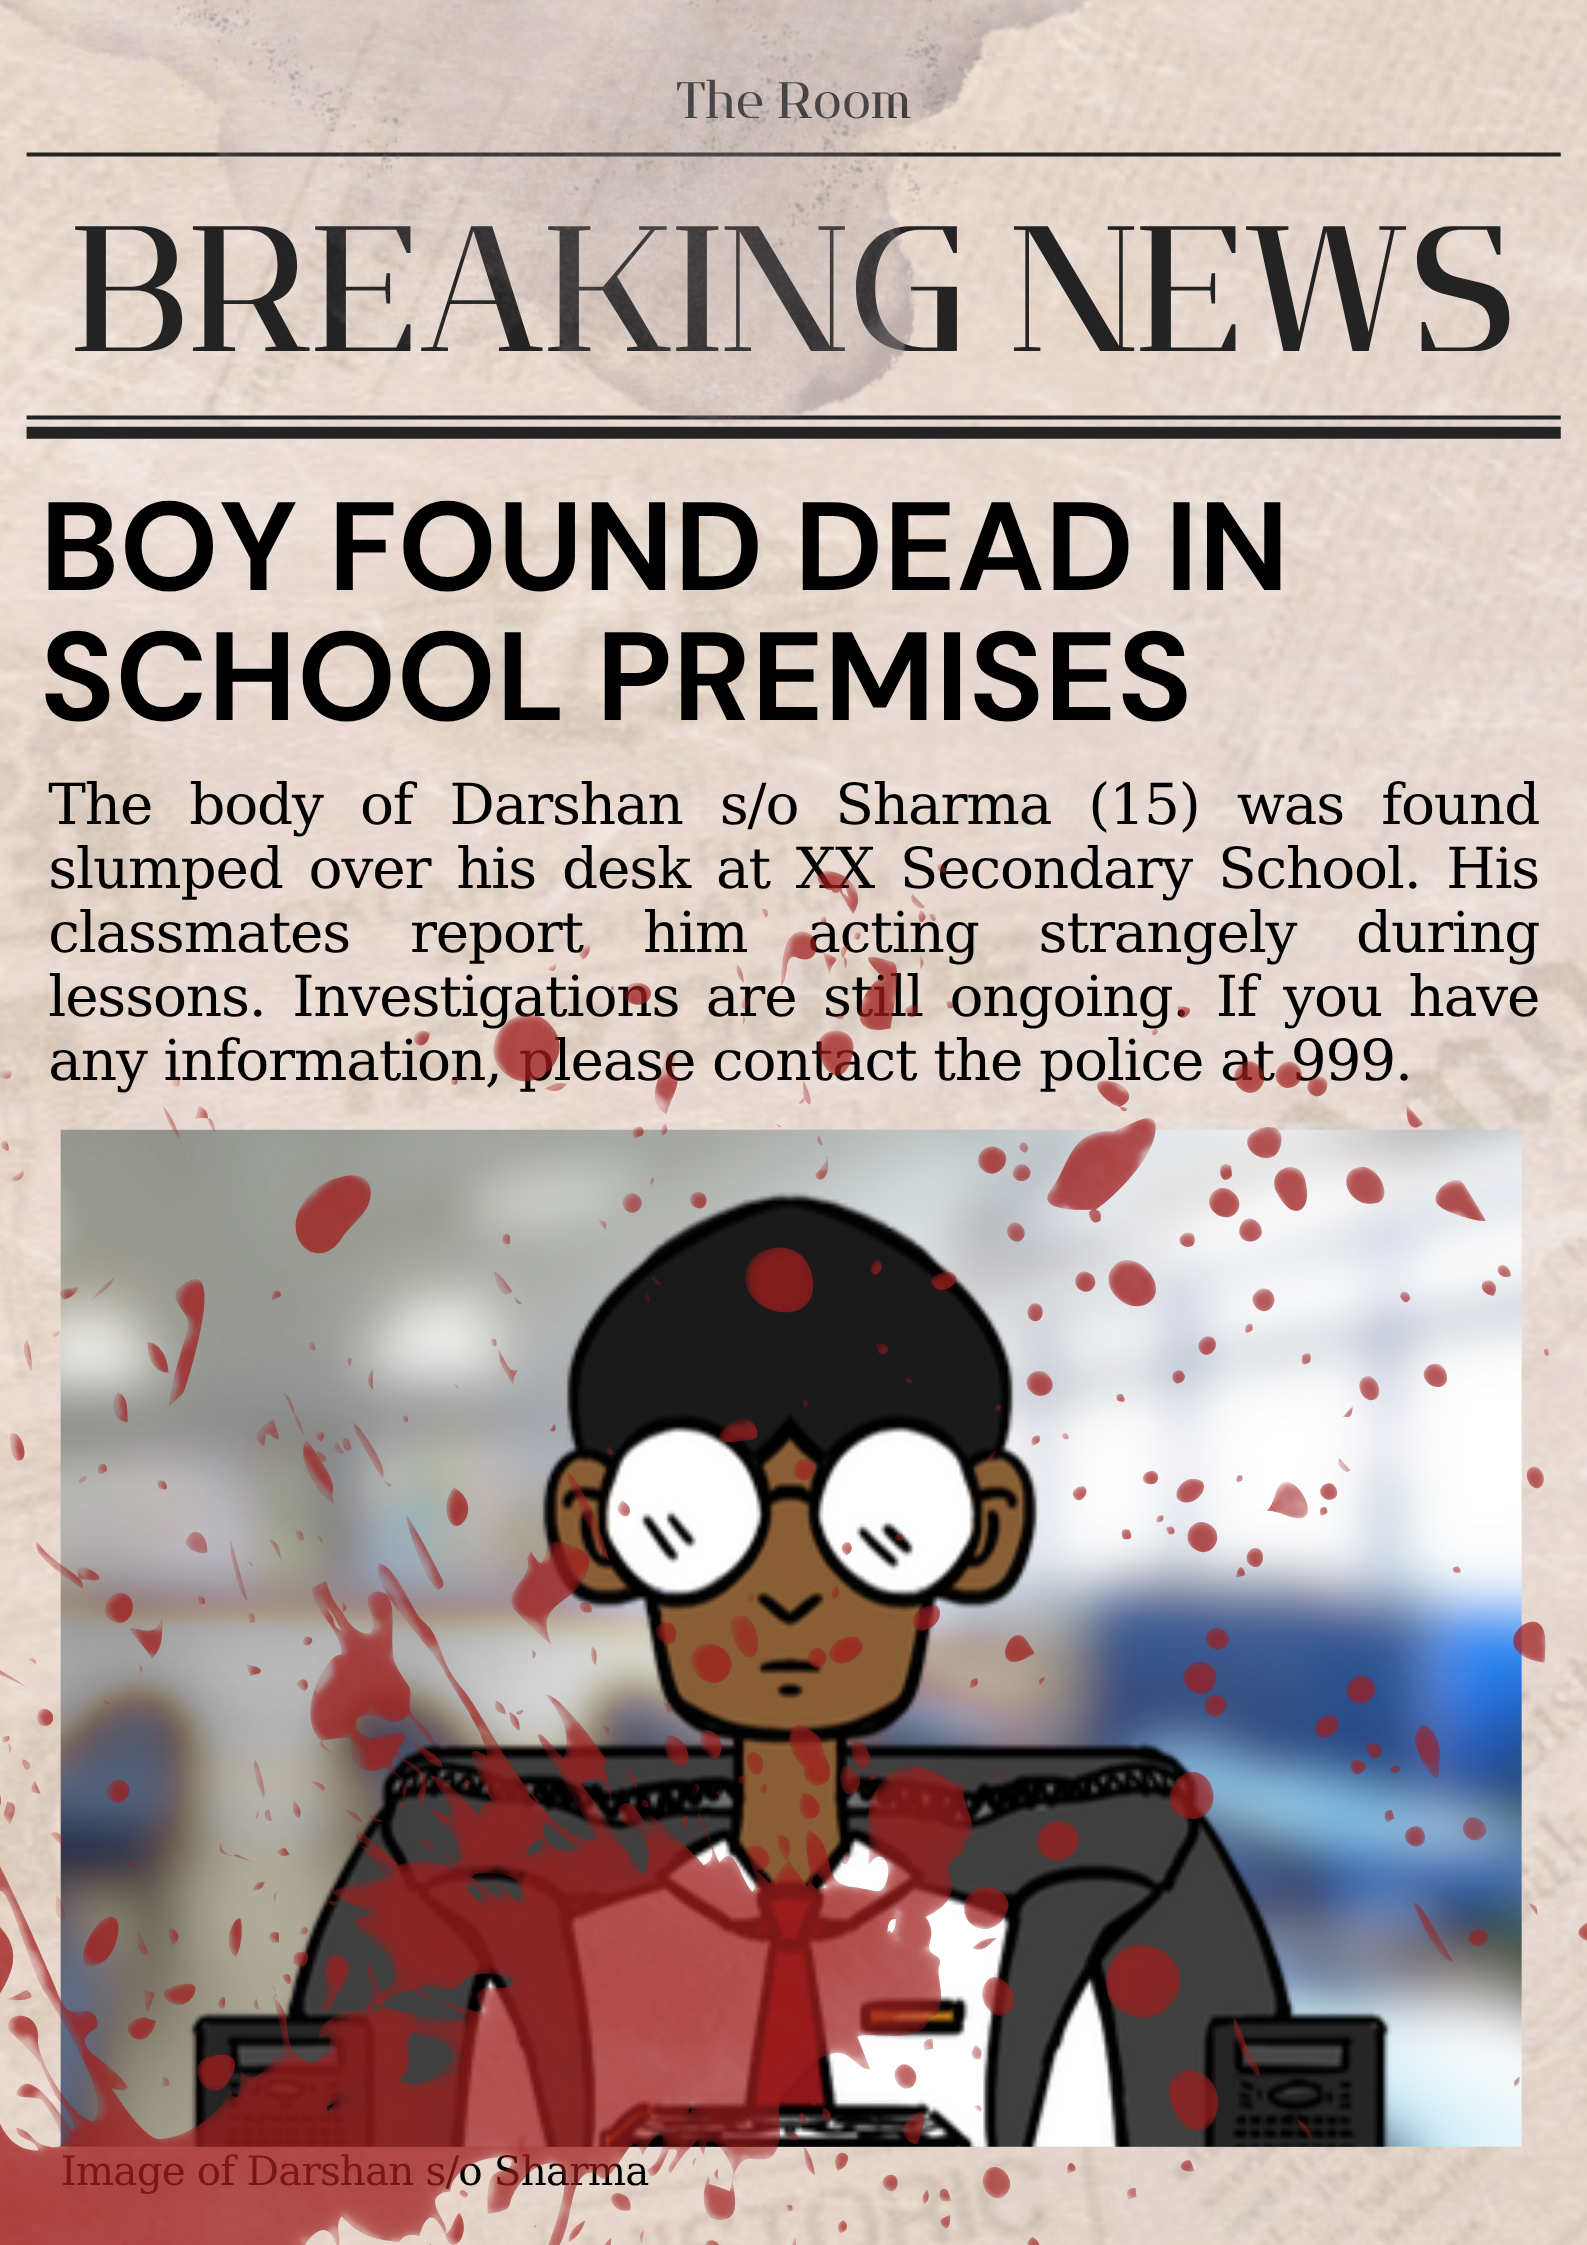 The Room
BREAKING NEWS
BOY FOUND DEAD IN
SCHOOL PREMISES
The body of Darshan s/o Sharma (15) was found
slumped over his desk at XX Secondary School. His
classmates report him acting strangely during
lessons. Investigations are still ongoing. If you have
any information, please contact the police at 999.
Image of Darshan s/o Sharma